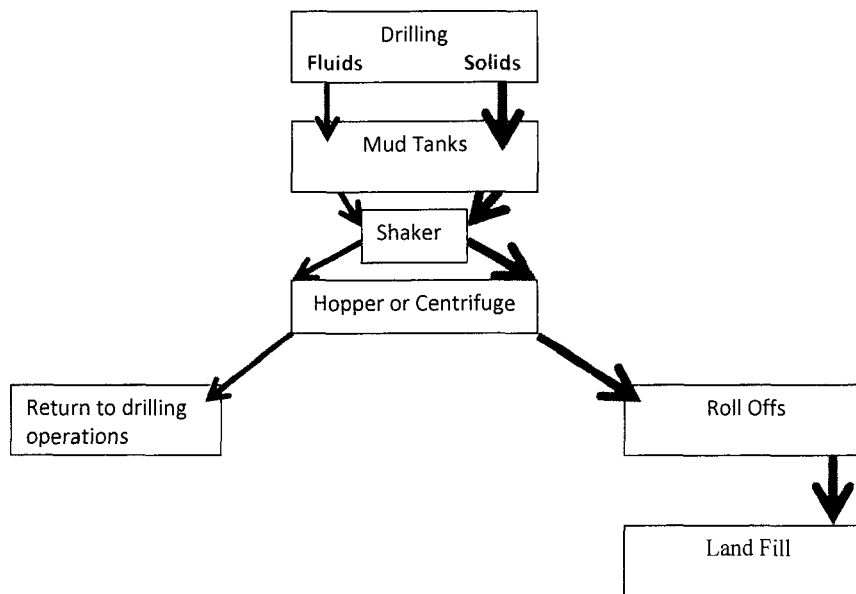 Drilling
Fluids Solids
Mud Tanks
Shaker
Hopper or Centrifuge
Return to drilling
operations
Roll Offs
Land Fill